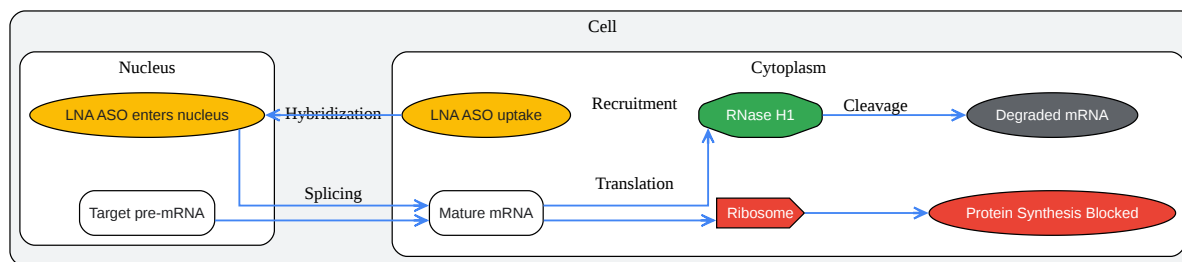 Cell
Nucleus
Cytoplasm
LNA ASO enters nucleus
Hybridization
LNA ASO uptake
Recruitment
RNase H1
Cleavage
Degraded mRNA
Target pre-mRNA
Splicing
Mature mRNA
Translation
Ribosome
Protein Synthesis Blocked